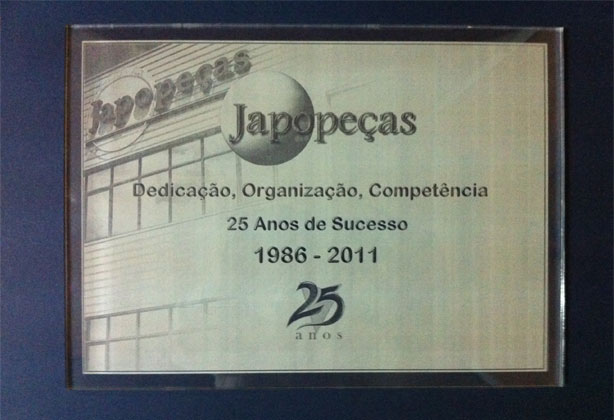 Japopeças
Japopeças
Dedicação, Organização, Competência
25 Anos de Sucesso
1986 - 2011
25
anos